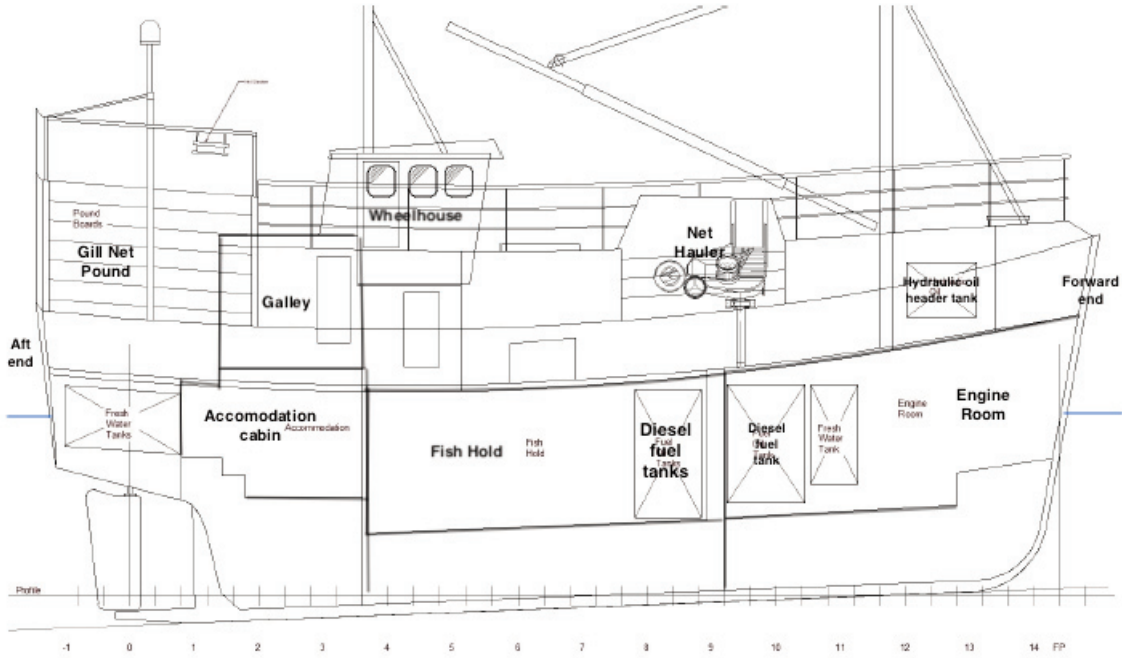 Pound
Boards
Gill Net
Pound
Galley
Wheelhouse
Net
Hauler
Hydraulic oil
header tank
Forward
end
Aft
end
Fresh
Water
Tanks
Accomodation
cabin
Accommodation
Fish Hold
Fish
Hold
Diesel
fuel
tanks
Fuel
Tanks
Diesel
fuel
tank
Fresh
Water
Tank
Engine
Room
Engine
Room
Profile
-1 0 1 2 3 4 5 6 7 8 9 10 11 12 13 14 FP